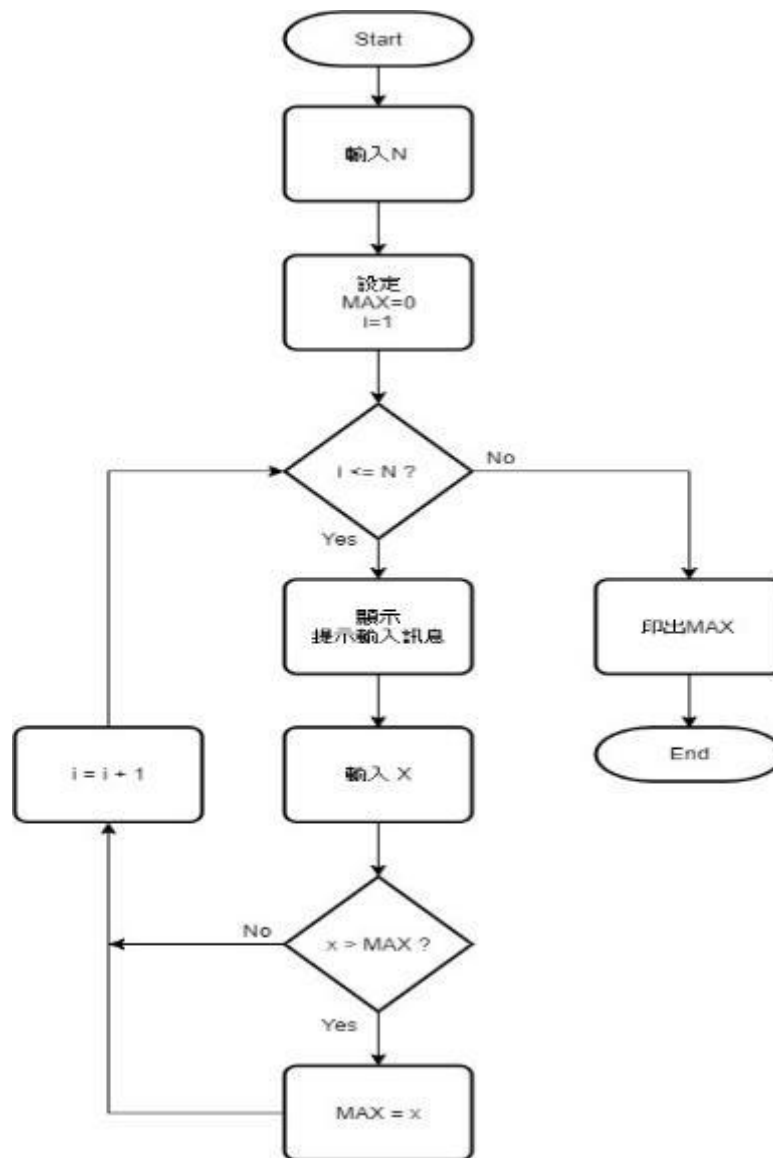 Start
輸入N
設定
MAX=0
i=1
i <= N ?
No
Yes
顯示
提示輸入訊息
印出MAX
i = i + 1
輸入 X
End
No
x > MAX ?
Yes
MAX = x